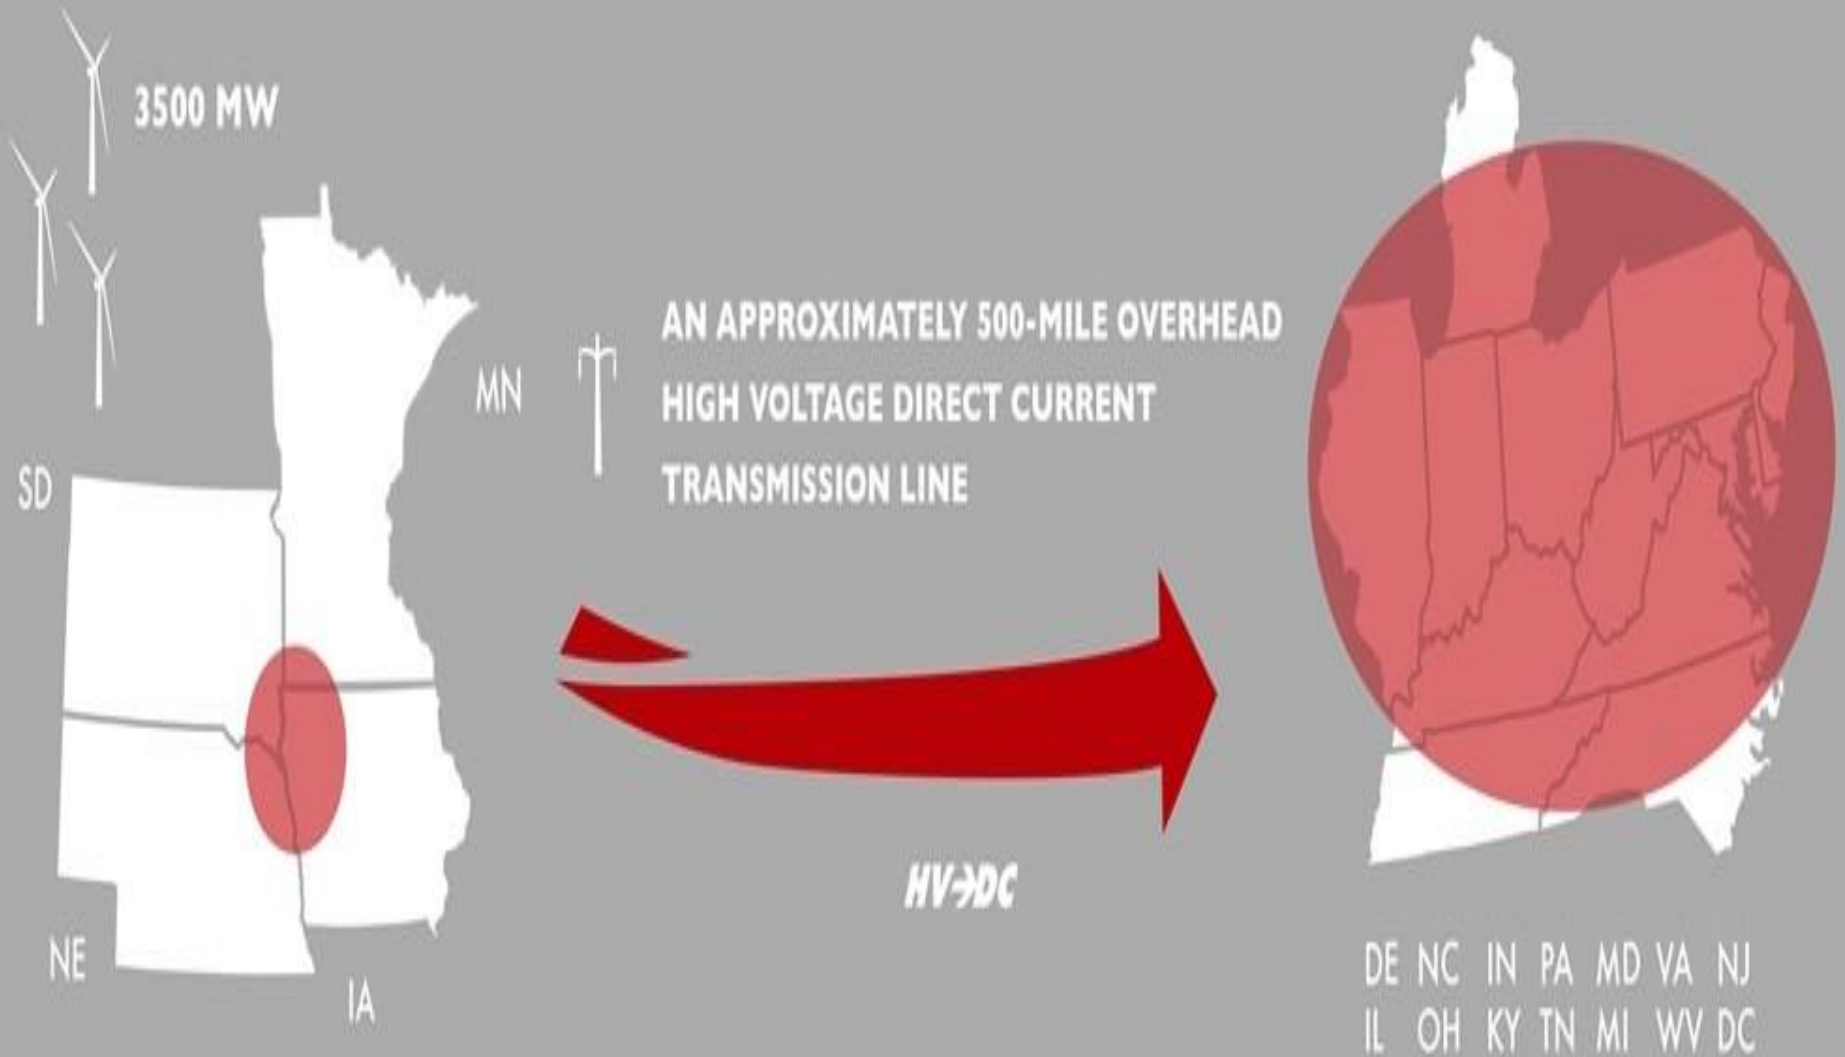 3500 MW
AN APPROXIMATELY 500-MILE OVERHEAD
HIGH VOLTAGE DIRECT CURRENT
TRANSMISSION LINE
MN
SD
NE
IA
HV→DC
DE NC IN PA MD VA NJ
IL OH KY TN MI WV DC